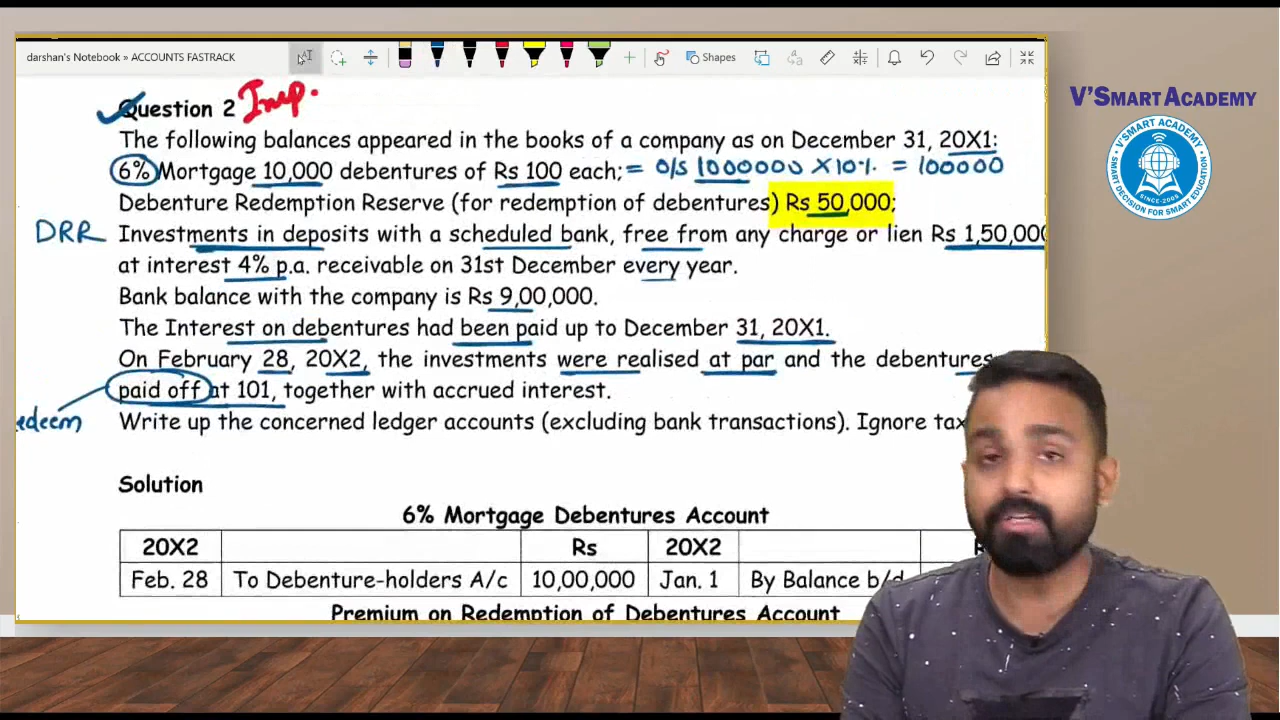 darshan's Notebook » ACCOUNTS FASTRACK
Shapes
V'SMART ACADEMY
V'SMART ACADEMY
SMART DECISION FOR SMART EDUCATION
Question 2 Imp.
The following balances appeared in the books of a company as on December 31, 20X1:
6% Mortgage 10,000 debentures of Rs 100 each; = o/s 1000000 x 10% = 100000
Debenture Redemption Reserve (for redemption of debentures) Rs 50,000;
DRR Investments in deposits with a scheduled bank, free from any charge or lien Rs 1,50,000
at interest 4% p.a. receivable on 31st December every year.
Bank balance with the company is Rs 9,00,000.
The Interest on debentures had been paid up to December 31, 20X1.
On February 28, 20X2, the investments were realised at par and the debentures
paid off at 101, together with accrued interest.
edeem Write up the concerned ledger accounts (excluding bank transactions). Ignore tax
Solution
6% Mortgage Debentures Account
20X2 Rs 20X2 R
Feb. 28 To Debenture-holders A/c 10,00,000 Jan. 1 By Balance b/d
Premium on Redemption of Debentures Account